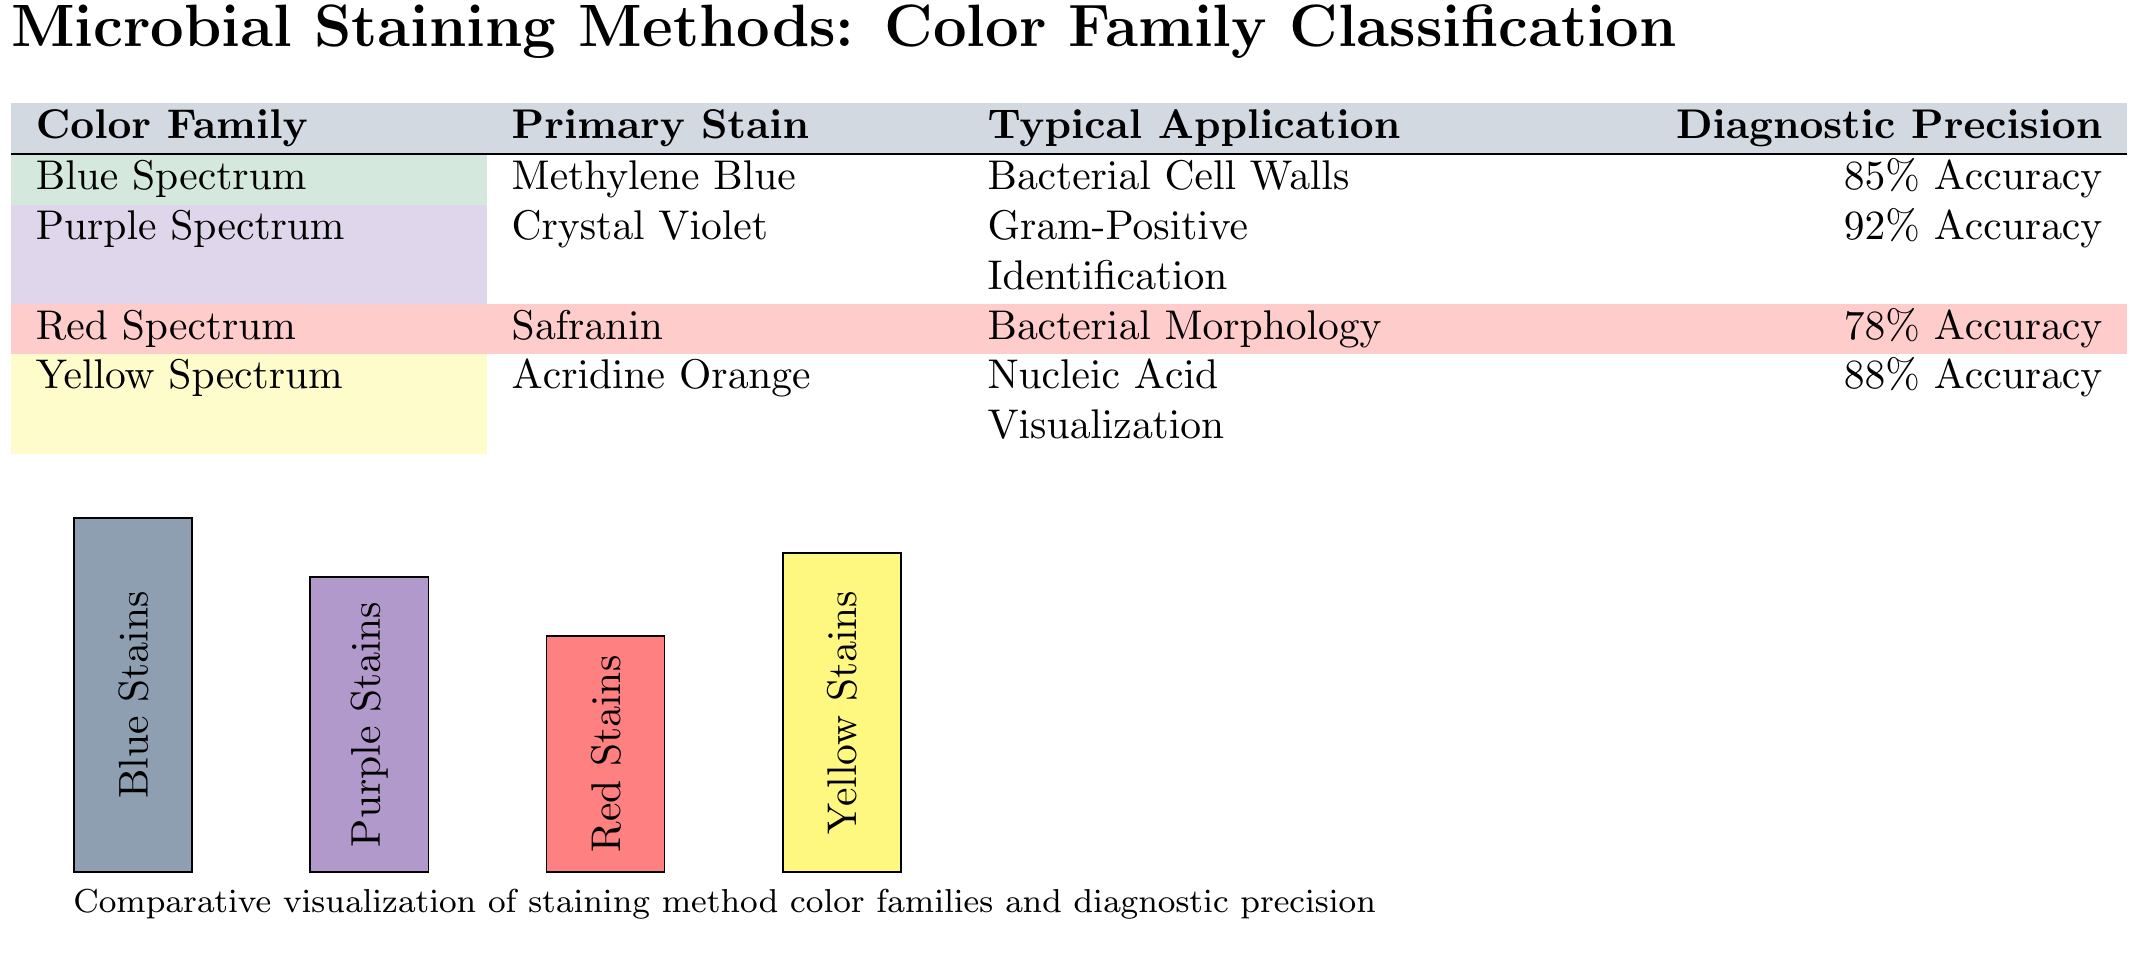 Microbial Staining Methods: Color Family Classification
Color Family Primary Stain Typical Application Diagnostic Precision
Blue Spectrum Methylene Blue Bacterial Cell Walls 85% Accuracy
Purple Spectrum Crystal Violet Gram-Positive 92% Accuracy
Identification
Red Spectrum Safranin Bacterial Morphology 78% Accuracy
Yellow Spectrum Acridine Orange Nucleic Acid 88% Accuracy
Visualization
Blue Stains
Purple Stains
Red Stains
Yellow Stains
Comparative visualization of staining method color families and diagnostic precision